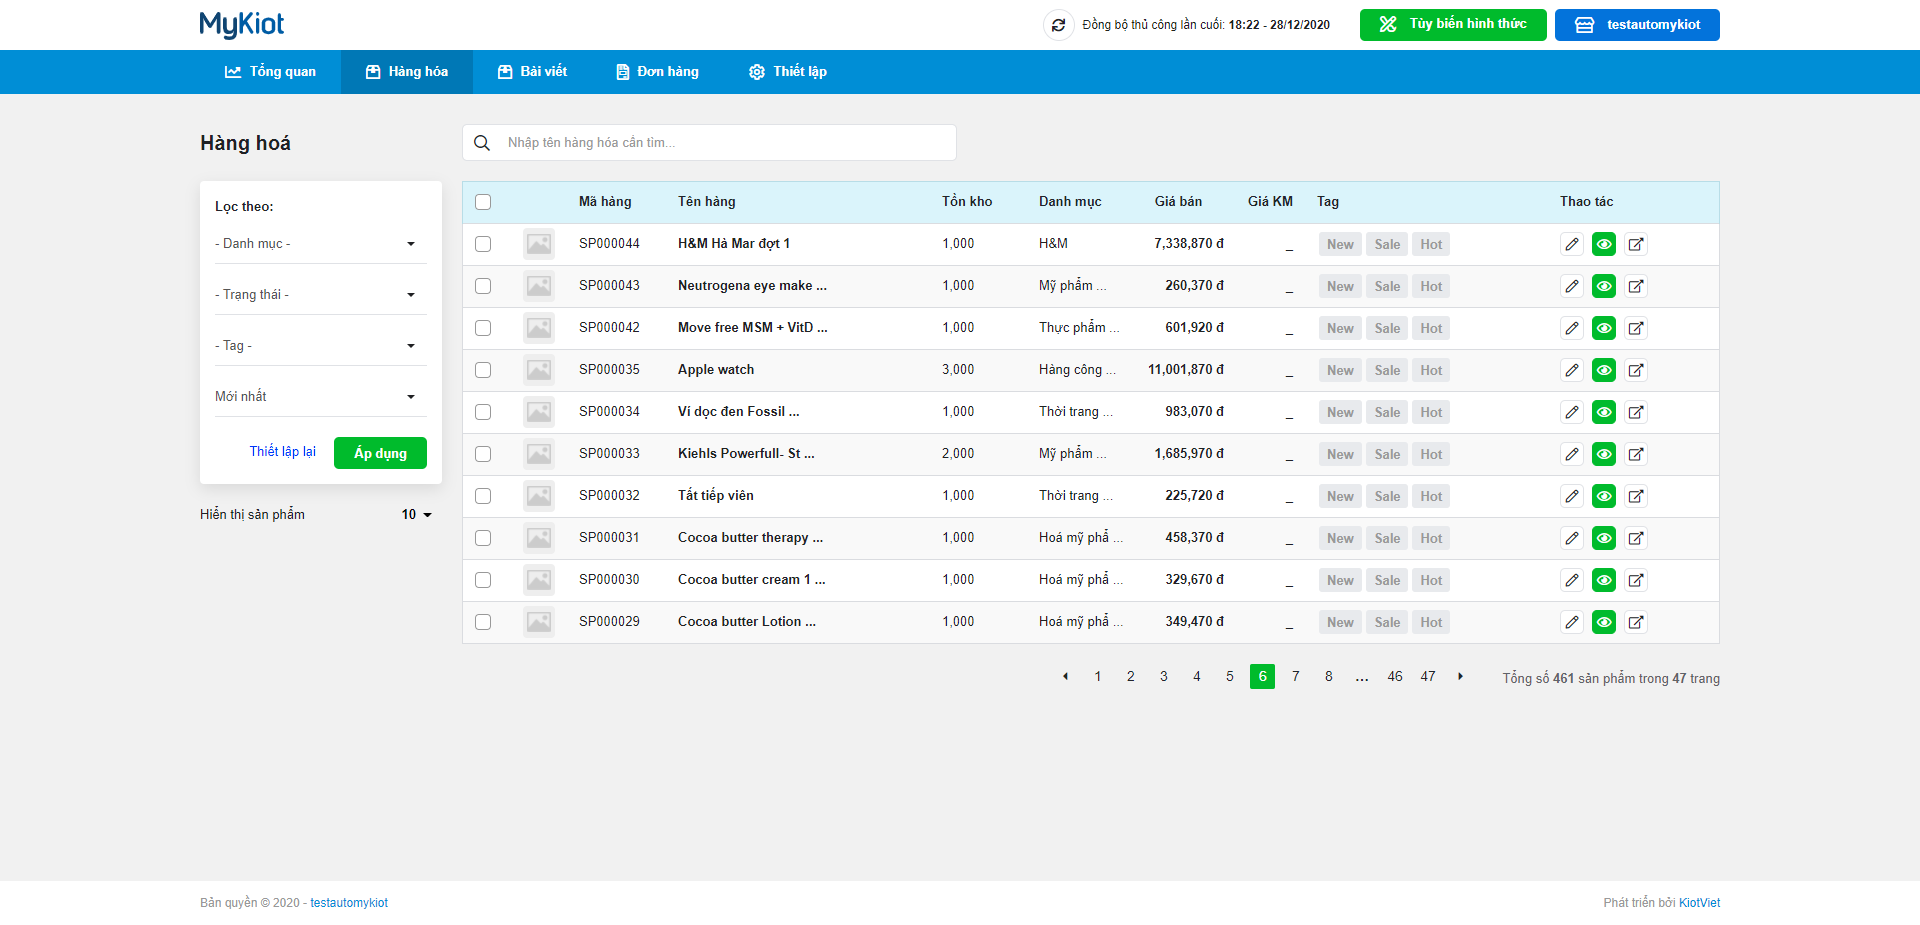 MyKiot
Đồng bộ thủ công lần cuối: 18:22 - 28/12/2020
Tùy biến hình thức
testautomykiot
Tổng quan
Hàng hóa
Bài viết
Đơn hàng
Thiết lập
Hàng hoá
Nhập tên hàng hóa cần tìm...
Lọc theo:
- Danh mục -
- Trạng thái -
- Tag -
Mới nhất
Thiết lập lại
Áp dụng
Hiển thị sản phẩm 10
Mã hàng Tên hàng Tồn kho Danh mục Giá bán Giá KM Tag Thao tác
SP000044 H&M Hà Mar đợt 1 1,000 H&M 7,338,870 đ _ New Sale Hot
SP000043 Neutrogena eye make ... 1,000 Mỹ phẩm ... 260,370 đ _ New Sale Hot
SP000042 Move free MSM + VitD ... 1,000 Thực phẩm ... 601,920 đ _ New Sale Hot
SP000035 Apple watch 3,000 Hàng công ... 11,001,870 đ _ New Sale Hot
SP000034 Ví dọc đen Fossil ... 1,000 Thời trang ... 983,070 đ _ New Sale Hot
SP000033 Kiehls Powerfull- St ... 2,000 Mỹ phẩm ... 1,685,970 đ _ New Sale Hot
SP000032 Tất tiếp viên 1,000 Thời trang ... 225,720 đ _ New Sale Hot
SP000031 Cocoa butter therapy ... 1,000 Hoá mỹ phẩ ... 458,370 đ _ New Sale Hot
SP000030 Cocoa butter cream 1 ... 1,000 Hoá mỹ phẩ ... 329,670 đ _ New Sale Hot
SP000029 Cocoa butter Lotion ... 1,000 Hoá mỹ phẩ ... 349,470 đ _ New Sale Hot
1 2 3 4 5 6 7 8 ... 46 47
Tổng số 461 sản phẩm trong 47 trang
Bản quyền © 2020 - testautomykiot
Phát triển bởi KiotViet